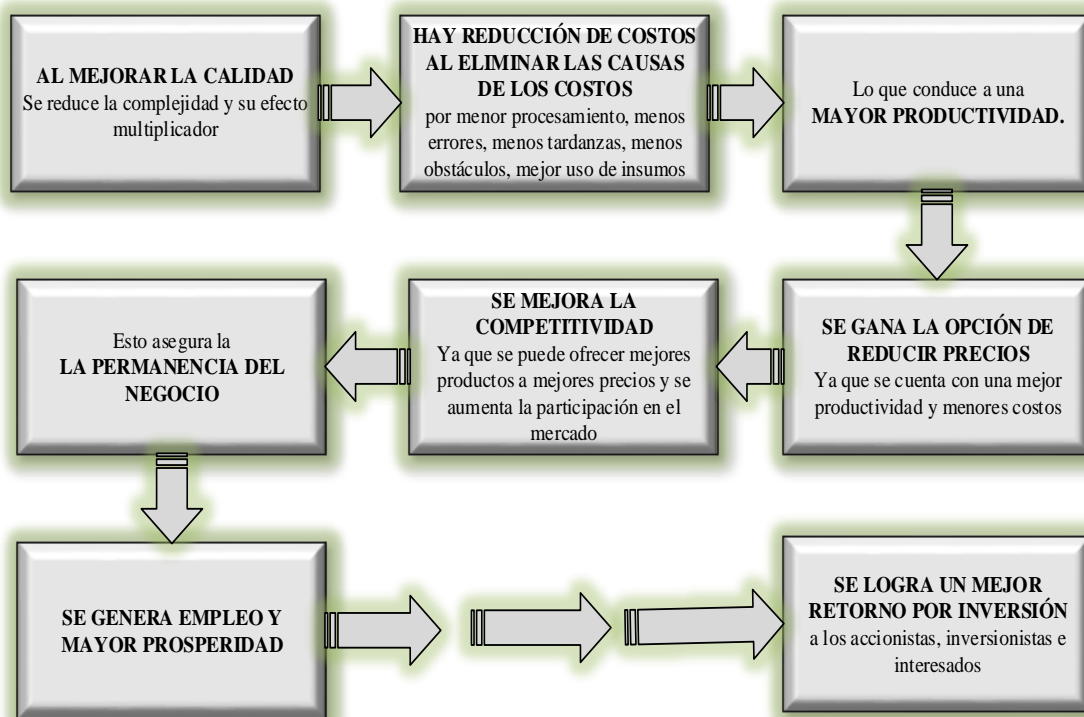 AL MEJORAR LA CALIDAD
Se reduce la complejidad y su efecto
multiplicador
HAY REDUCCIÓN DE COSTOS
AL ELIMINAR LAS CAUSAS
DE LOS COSTOS
por menor procesamiento, menos
errores, menos tardanzas, menos
obstáculos, mejor uso de insumos
Lo que conduce a una
MAYOR PRODUCTIVIDAD.
SE GANA LA OPCIÓN DE
REDUCIR PRECIOS
Ya que se cuenta con una mejor
productividad y menores costos
SE MEJORA LA
COMPETITIVIDAD
Ya que se puede ofrecer mejores
productos a mejores precios y se
aumenta la participación en el
mercado
Esto asegura la
LA PERMANENCIA DEL
NEGOCIO
SE GENERA EMPLEO Y
MAYOR PROSPERIDAD
SE LOGRA UN MEJOR
RETORNO POR INVERSIÓN
a los accionistas, inversionistas e
interesados